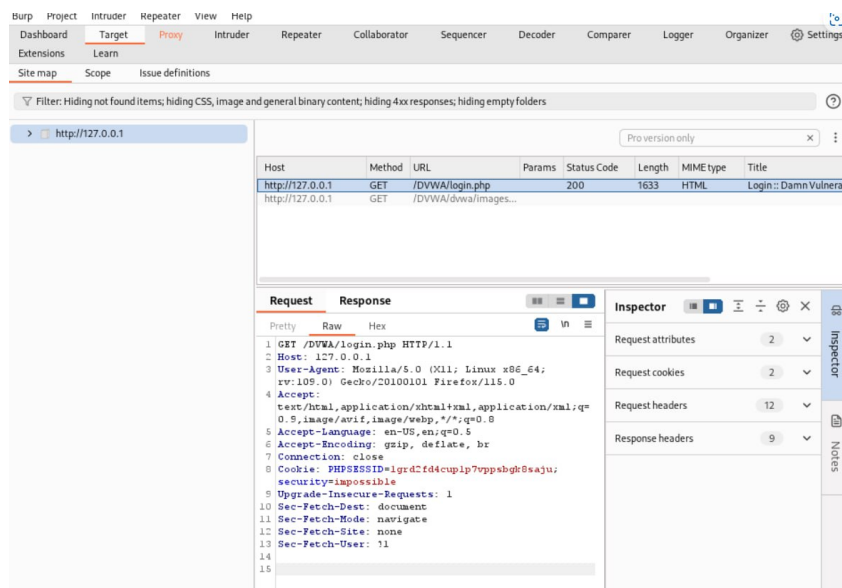 Burp Project Intruder Repeater View Help
Dashboard Target Proxy Intruder Repeater Collaborator Sequencer Decoder Comparer Logger Organizer Settings
Extensions Learn
Site map Scope Issue definitions
Filter: Hiding not found items; hiding CSS, image and general binary content; hiding 4xx responses; hiding empty folders
http://127.0.0.1
Pro version only
Host Method URL Params Status Code Length MIME type Title
http://127.0.0.1 GET /DVWA/login.php 200 1633 HTML Login :: Damn Vulnera
http://127.0.0.1 GET /DVWA/dvwa/images...
Request Response
Pretty Raw Hex \n
1 GET /DVWA/login.php HTTP/1.1
2 Host: 127.0.0.1
3 User-Agent: Mozilla/5.0 (X11; Linux x86_64;
rv:109.0) Gecko/20100101 Firefox/115.0
4 Accept:
text/html,application/xhtml+xml,application/xml;q=
0.9,image/avif,image/webp,*/*;q=0.8
5 Accept-Language: en-US,en;q=0.5
6 Accept-Encoding: gzip, deflate, br
7 Connection: close
8 Cookie: PHPSESSID=lgrd2fd4cuplp7vppsbgk8saju;
security=impossible
9 Upgrade-Insecure-Requests: 1
10 Sec-Fetch-Dest: document
11 Sec-Fetch-Mode: navigate
12 Sec-Fetch-Site: none
13 Sec-Fetch-User: ?1
14
15
Inspector
Request attributes 2
Request cookies 2
Request headers 12
Response headers 9
Inspector
Notes